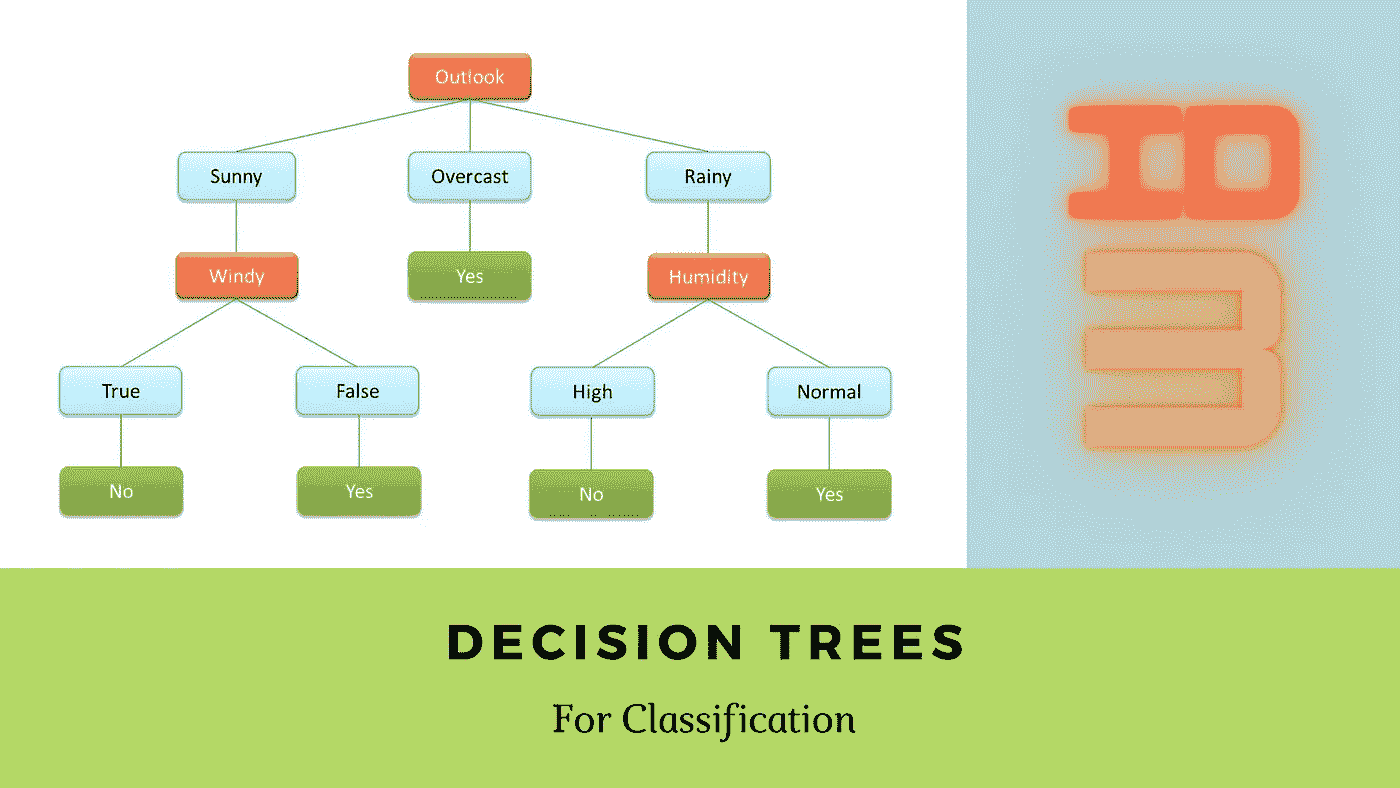 Outlook
Sunny Overcast Rainy
Windy Yes Humidity
True False High Normal
No Yes No Yes
ID
3
DECISION TREES
For Classification